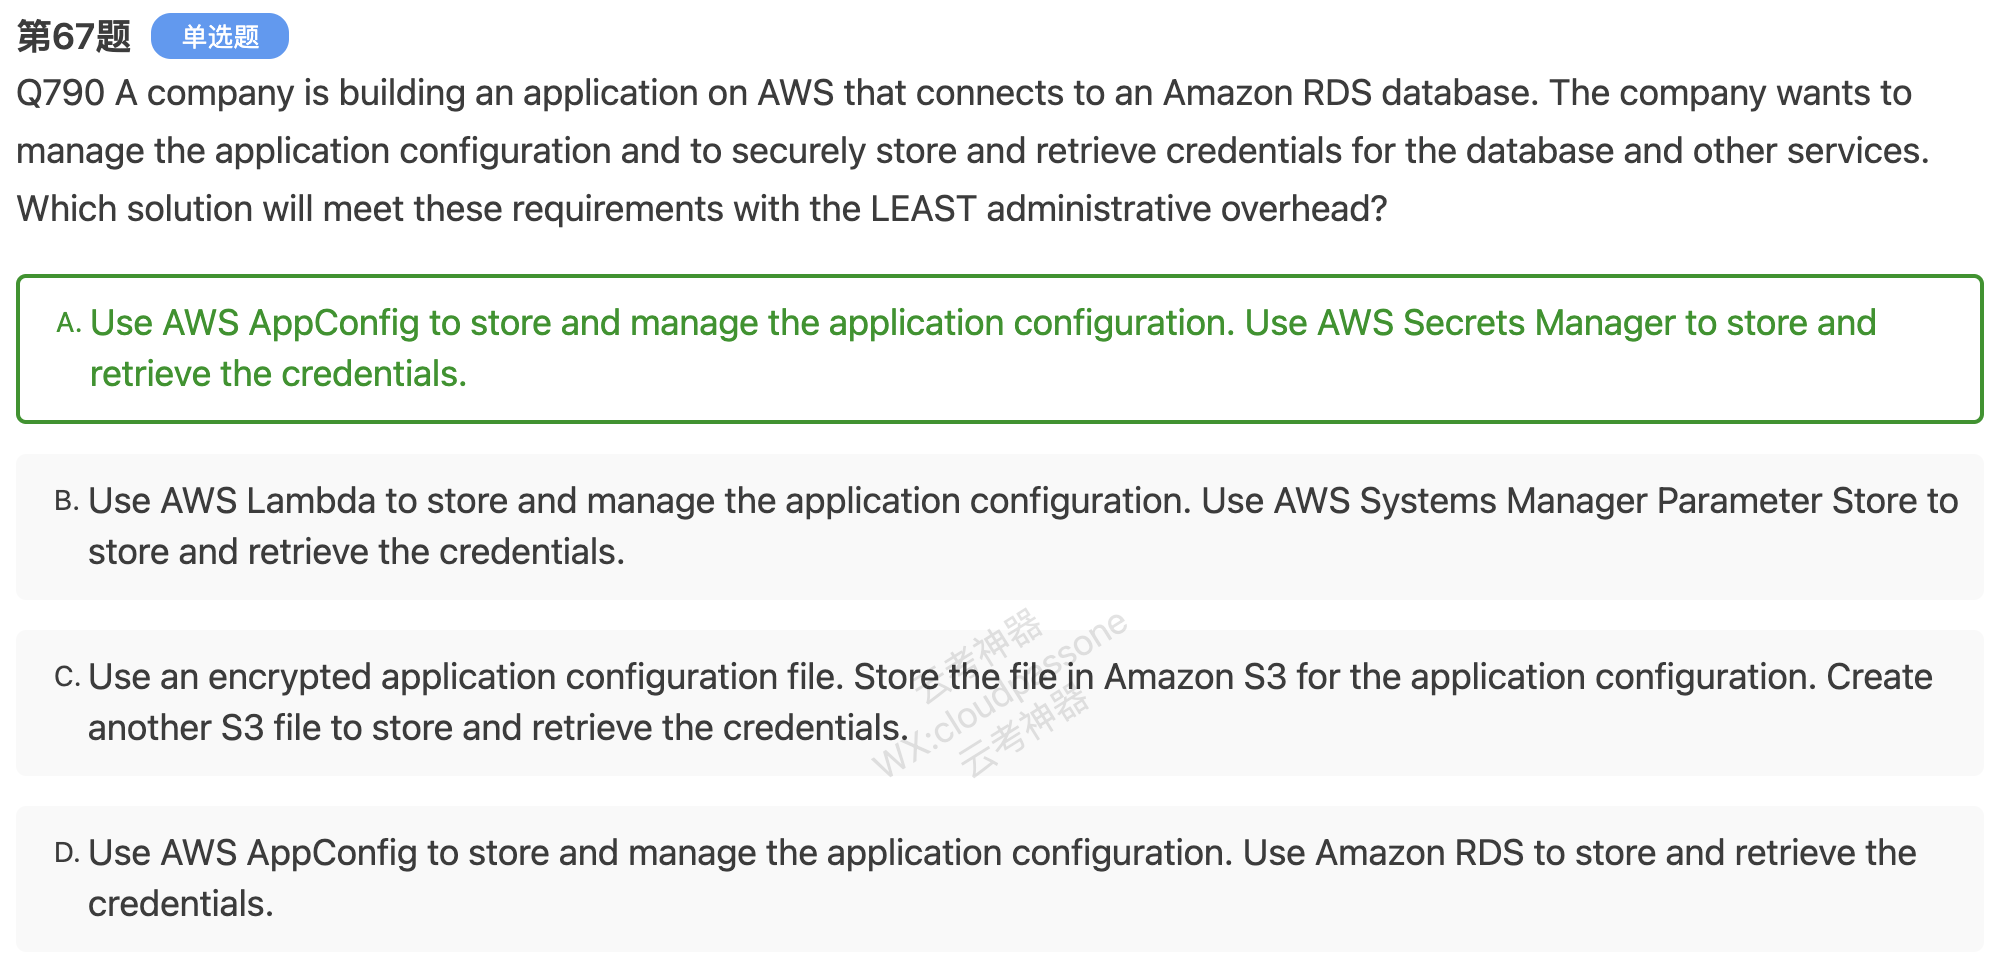 第67题 单选题
Q790 A company is building an application on AWS that connects to an Amazon RDS database. The company wants to
manage the application configuration and to securely store and retrieve credentials for the database and other services.
Which solution will meet these requirements with the LEAST administrative overhead?
A. Use AWS AppConfig to store and manage the application configuration. Use AWS Secrets Manager to store and
retrieve the credentials.
B. Use AWS Lambda to store and manage the application configuration. Use AWS Systems Manager Parameter Store to
store and retrieve the credentials.
云考神器
C. Use an encrypted application configuration file. Store the file in Amazon S3 for the application configuration. Create
another S3 file to store and retrieve the credentials.
WX:cloudpassone
云考神器
D. Use AWS AppConfig to store and manage the application configuration. Use Amazon RDS to store and retrieve the
credentials.